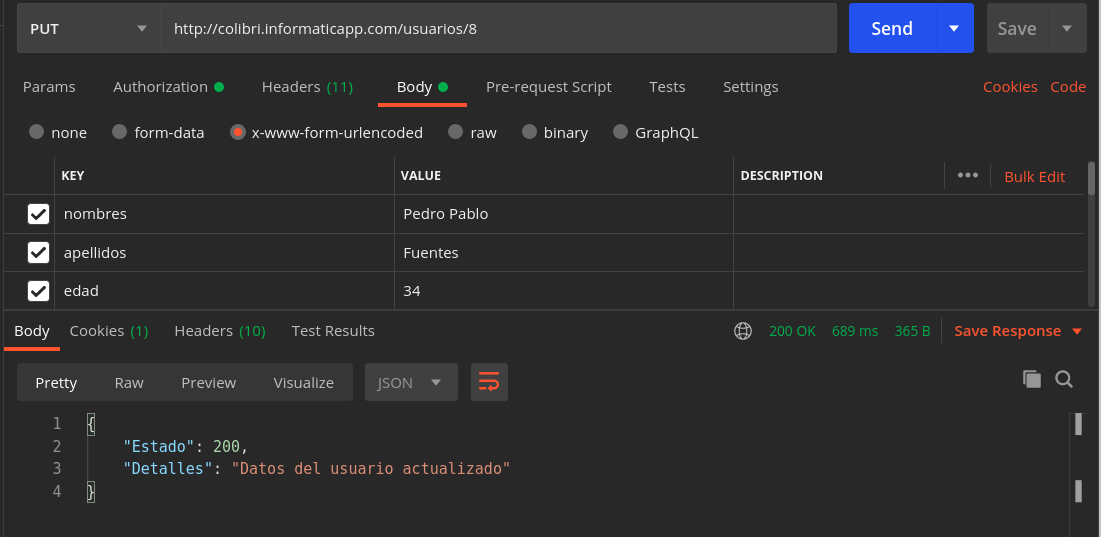 PUT http://colibri.informaticapp.com/usuarios/8 Send Save
Params Authorization Headers (11) Body Pre-request Script Tests Settings Cookies Code
none form-data x-www-form-urlencoded raw binary GraphQL
KEY VALUE DESCRIPTION ••• Bulk Edit
nombres Pedro Pablo
apellidos Fuentes
edad 34
Body Cookies (1) Headers (10) Test Results 200 OK 689 ms 365 B Save Response
Pretty Raw Preview Visualize JSON
1 {
2 "Estado": 200,
3 "Detalles": "Datos del usuario actualizado"
4 }